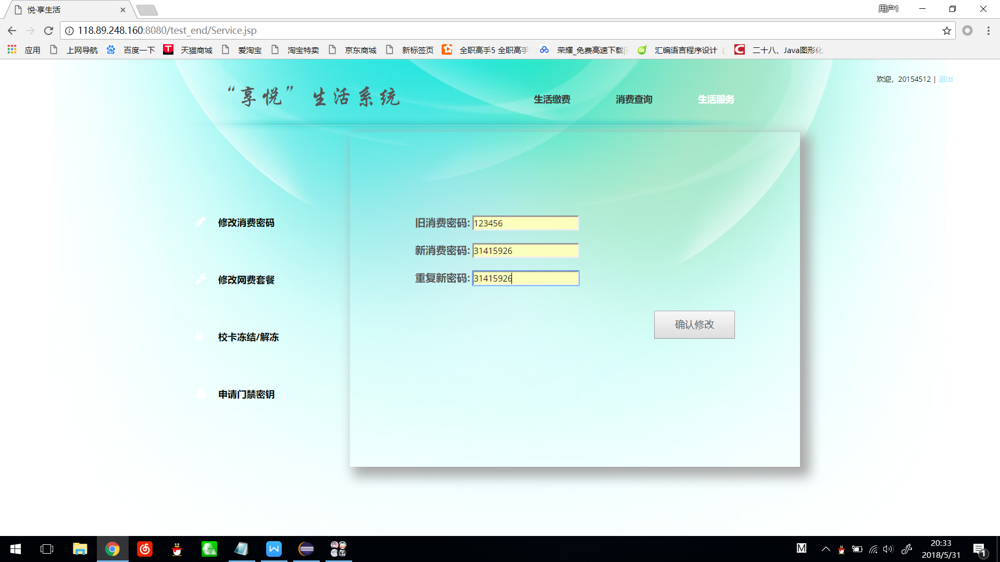 悦·享生活
用户1
118.89.248.160:8080/test_end/Service.jsp
应用 上网导航 百度一下 天猫商城 爱淘宝 淘宝特卖 京东商城 新标签页 全职高手5 全职高手 荣耀_免费高速下载| 汇编语言程序设计 ( 二十八、Java图形化
欢迎，20154512 | 退出
“享悦”生活系统
生活缴费 消费查询 生活服务
修改消费密码
修改网费套餐
校卡冻结/解冻
申请门禁密钥
旧消费密码: 123456
新消费密码: 31415926
重复新密码: 31415926
确认修改
M
20:33
2018/5/31
1